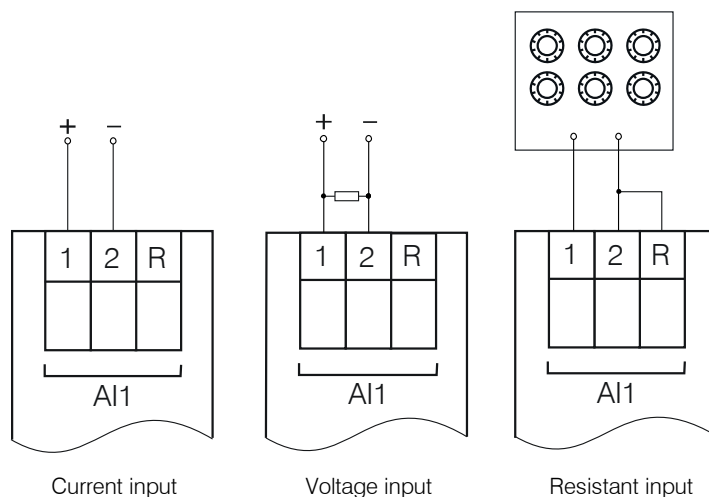 + −
1 2 R
AI1
Current input
+ −
1 2 R
AI1
Voltage input
1 2 R
AI1
Resistant input